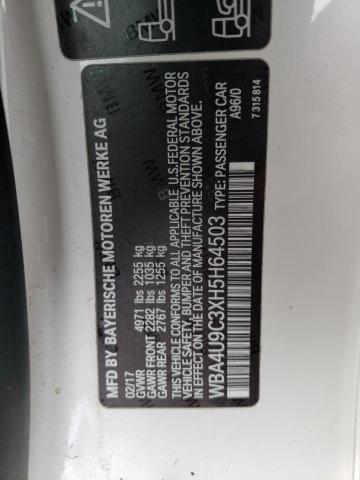 MFD BY BAYERISCHE MOTOREN WERKE AG
02/17
GVWR 4971 lbs 2255 kg
GAWR FRONT 2282 lbs 1035 kg
GAWR REAR 2767 lbs 1255 kg
THIS VEHICLE CONFORMS TO ALL APPLICABLE U.S. FEDERAL MOTOR
VEHICLE SAFETY, BUMPER, AND THEFT PREVENTION STANDARDS
IN EFFECT ON THE DATE OF MANUFACTURE SHOWN ABOVE.
WBA4U9C3XH5H64503 TYPE: PASSENGER CAR
A96/0
7 315 814